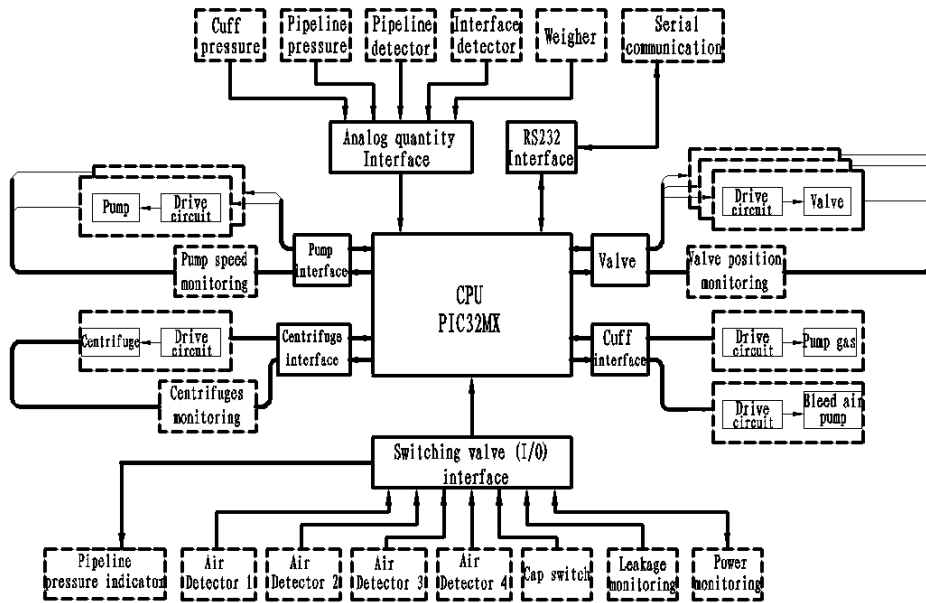 Cuff
pressure
Pipeline
pressure
Pipeline
detector
Interface
detector
Weigher
Serial
communication
Analog quantity
Interface
RS232
Interface
Pump
Drive
circuit
Drive
circuit
Valve
Pump speed
monitoring
Pump
interface
CPU
PIC32MX
Valve
Valve position
monitoring
Centrifuge
Drive
circuit
Centrifuge
interface
Cuff
interface
Drive
circuit
Pump gas
Centrifuges
monitoring
Drive
circuit
Bleed air
pump
Switching valve (I/O)
interface
Pipeline
pressure indicator
Air
Detector 1
Air
Detector 2
Air
Detector 3
Air
Detector 4
Cap switch
Leakage
monitoring
Power
monitoring